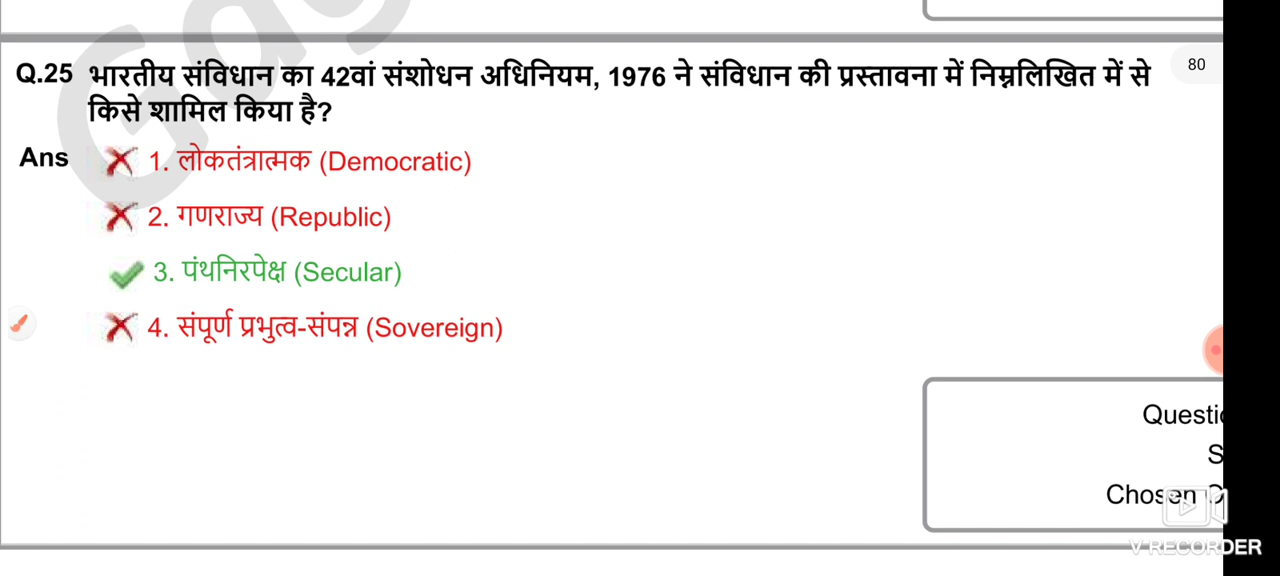 Q.25 भारतीय संविधान का 42वां संशोधन अधिनियम, 1976 ने संविधान की प्रस्तावना में निम्नलिखित में से
80
किसे शामिल किया है?
Ans
1. लोकतंत्रात्मक (Democratic)
2. गणराज्य (Republic)
3. पंथनिरपेक्ष (Secular)
4. संपूर्ण प्रभुत्व-संपन्न (Sovereign)
Chosen
V RECORDER